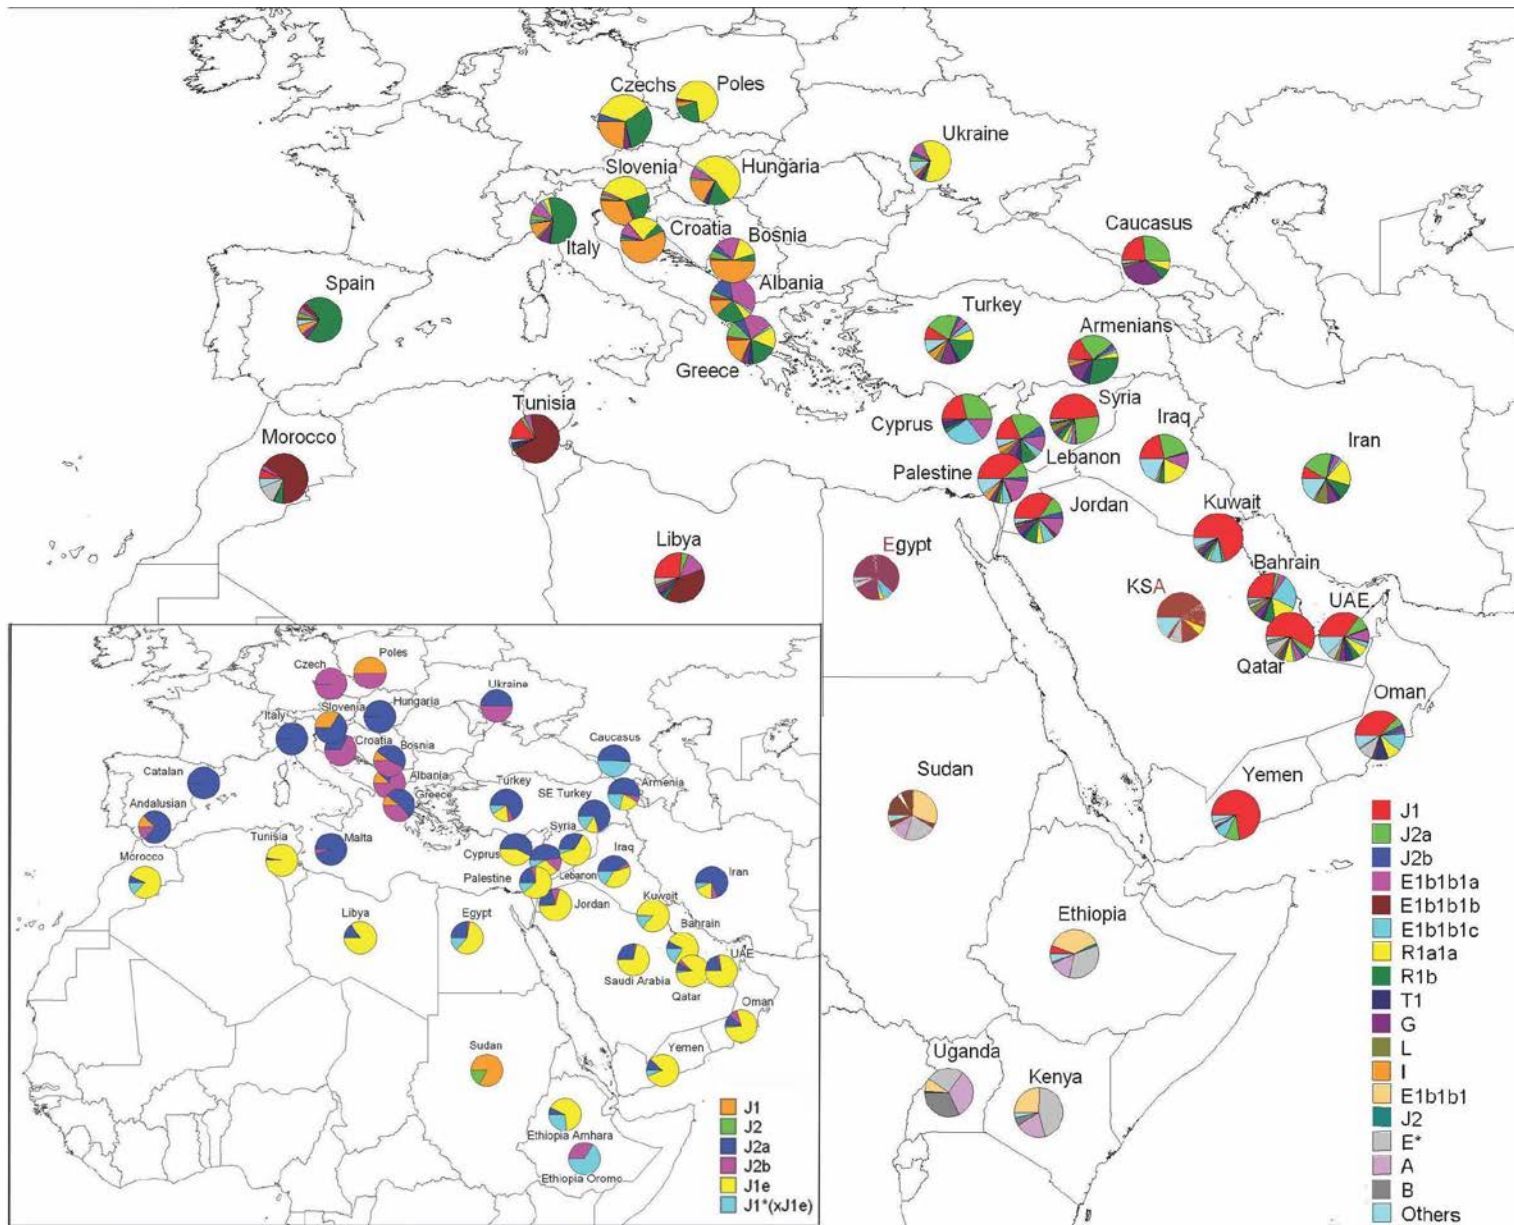 Czechs
Poles
Ukraine
Slovenia
Hungaria
Italy
Croatia
Bosnia
Caucasus
Spain
Albania
Turkey
Armenians
Greece
Tunisia
Morocco
Cyprus
Syria
Iraq
Iran
Lebanon
Palestine
Jordan
Kuwait
Libya
Egypt
Bahrain
KSA
UAE
Qatar
Oman
Sudan
Yemen
Ethiopia
Uganda
Kenya
J1
J2a
J2b
E1b1b1a
E1b1b1b
E1b1b1c
R1a1a
R1b
T1
G
L
I
E1b1b1
J2
E*
A
B
Others
Czech
Poles
Ukraine
Slovenia
Hungaria
Italy
Croatia
Bosnia
Caucasus
Catalan
Albania
Turkey
SE Turkey
Armenia
Andalusian
Greece
Tunisia
Malta
Morocco
Cyprus
Syria
Iraq
Iran
Lebanon
Palestine
Jordan
Kuwait
Libya
Egypt
Bahrain
UAE
Saudi Arabia
Qatar
Oman
Sudan
Yemen
Ethiopia Amhara
Ethiopia Oromo
J1
J2
J2a
J2b
J1e
J1*(xJ1e)